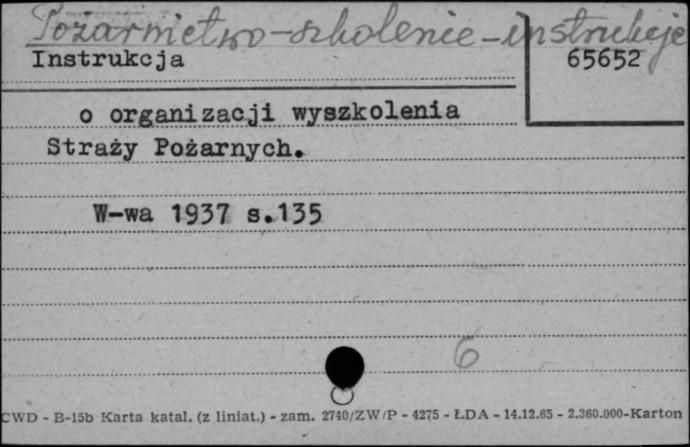 Pożarnictwo-szkolenie-instrukcje
Instrukcja
65652
o organizacji wyszkolenia
Straży Pożarnych.
W-wa 1937 s.135
6
CWD - B-15b Karta katal. (z liniat.) - zam. 2740/ZW/P - 4275 - ŁDA - 14.12.65 - 2.360.000-Karton